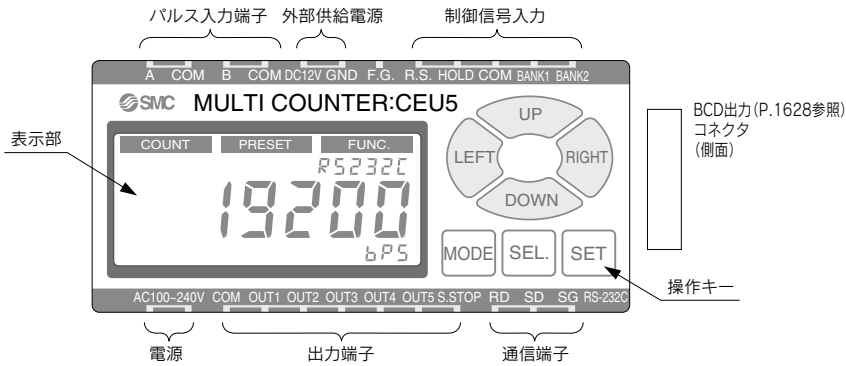 パルス入力端子 外部供給電源 制御信号入力
A COM B COM DC12V GND F.G. R.S. HOLD COM BANK1 BANK2
SMC MULTI COUNTER:CEU5
表示部
COUNT PRESET FUNC.
RS232C
19200
bPS
UP
LEFT
RIGHT
DOWN
MODE SEL. SET
BCD出力(P.1628参照)
コネクタ
(側面)
操作キー
AC100~240V COM OUT1 OUT2 OUT3 OUT4 OUT5 S.STOP RD SD SG RS-232C
電源 出力端子 通信端子